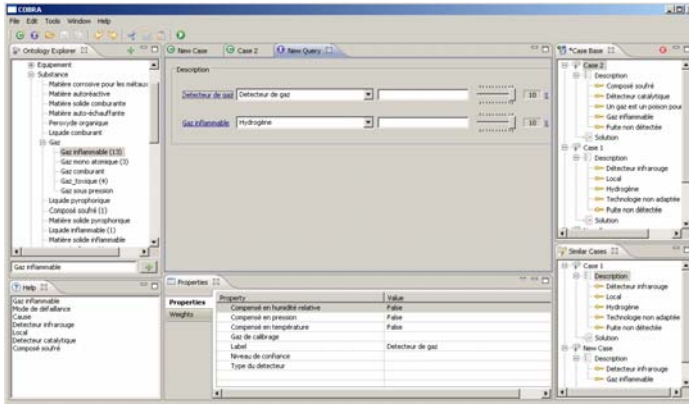 COBRA
File Edit Tools Window Help
Ontology Explorer
Equipement
Substance
Matière corrosive pour les métaux
Matière autoréactive
Matière solide comburante
Matière auto-échauffante
Peroxyde organique
Liquide comburant
Gaz
Gaz inflammable (13)
Gaz mono atomique (3)
Gaz comburant
Gaz_toxique (4)
Gaz sous pression
Liquide pyrophorique
Composé soufré (1)
Matière solide pyrophorique
Liquide inflammable (1)
Matière solide inflammable
Gaz inflammable
Help
Gaz inflammable
Mode de défaillance
Cause
Detecteur infrarouge
Local
Detecteur catalytique
Composé soufré
New Case Case 2 New Query
Description
Detecteur de gaz Detecteur de gaz 10
Gaz inflammable Hydrogène 10
Properties
Properties
Weights
Property Value
Compensé en humidité relative False
Compensé en pression False
Compensé en température False
Gaz de calibrage
Label Detecteur de gaz
Niveau de confiance
Type du detecteur
*Case Base
Case 2
Description
Composé soufré
Détecteur catalytique
Un gaz est un poison pour
Gaz inflammable
Fuite non détectée
Solution
Case 1
Description
Détecteur infrarouge
Local
Hydrogène
Technologie non adaptée
Fuite non détectée
Solution
Similar Cases
Case 1
Description
Détecteur infrarouge
Local
Hydrogène
Technologie non adaptée
Fuite non détectée
Solution
New Case
Description
Detecteur infrarouge
Gaz inflammable